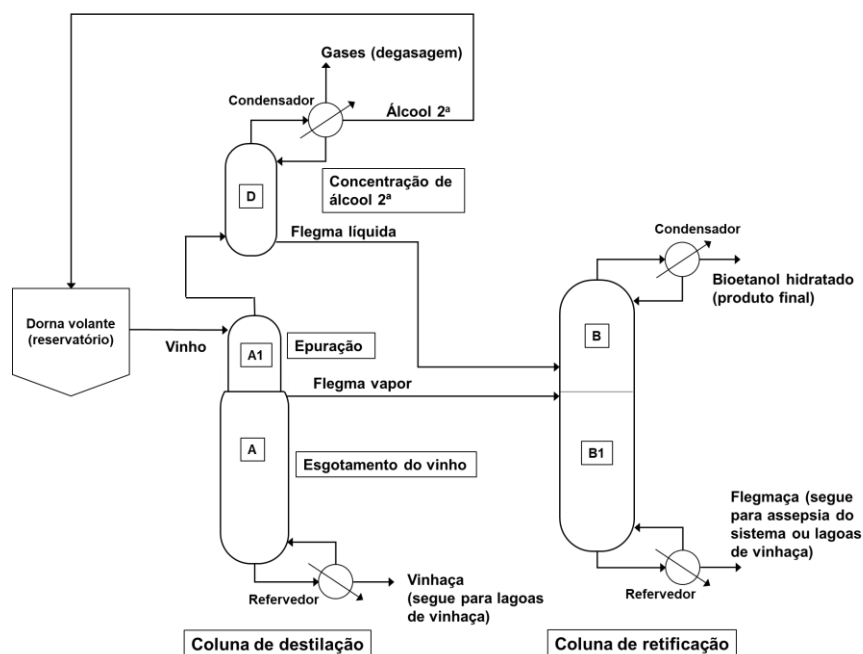 Gases (degasagem)
Condensador
Álcool 2ª
D
Concentração de
álcool 2ª
Flegma líquida
Condensador
Bioetanol hidratado
(produto final)
Dorna volante
(reservatório)
Vinho
A1
Epuração
B
Flegma vapor
A
Esgotamento do vinho
B1
Flegmaça (segue
para assepsia do
sistema ou lagoas
de vinhaça)
Refervedor
Vinhaça
(segue para lagoas
de vinhaça)
Refervedor
Coluna de destilação
Coluna de retificação